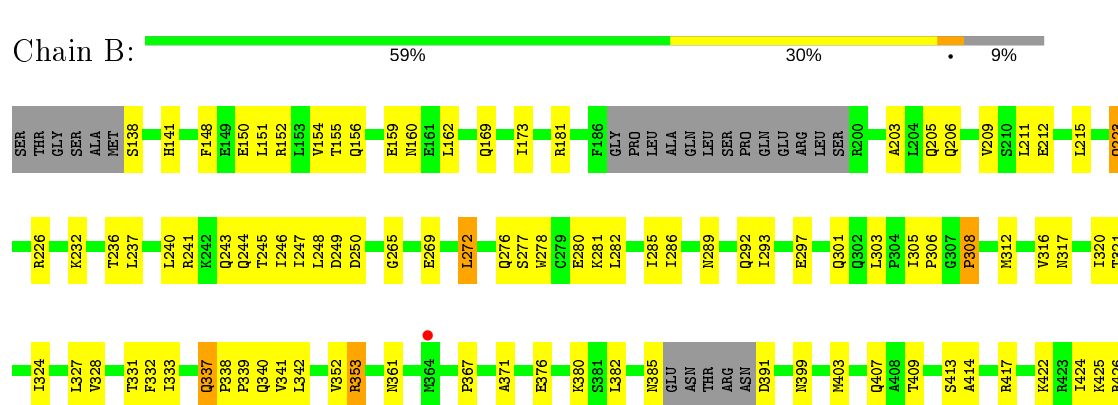 Chain B:
59% 30% • 9%
SER THR GLY SER ALA MET S138 H141 F148 E149 E150 L151 R152 L153 V154 T155 Q156 E159 N160 E161 L162 Q169 I173 R181 F186 GLY PRO LEU ALA GLN LEU SER PRO GLN GLU ARG LEU SER R200 A203 L204 Q205 Q206 V209 S210 L211 E212 L215
R226 K232 T236 L237 L240 R241 K242 Q243 Q244 T245 I246 I247 L248 D249 D250 G265 E269 L272 Q276 S277 W278 C279 E280 K281 L282 I285 I286 N289 Q292 I293 E297 Q301 Q302 L303 P304 I305 P306 G307 P308 M312 V316 N317 I320 T321
I324 L327 V328 T331 F332 I333 Q337 P338 P339 Q340 V341 L342 V352 R353 N361 M364 P367 A371 E376 K380 S381 L382 N385 GLU ASN THR ARG ASN D391 N399 M403 Q407 A408 T409 S413 A414 R417 K422 R423 T424 K425